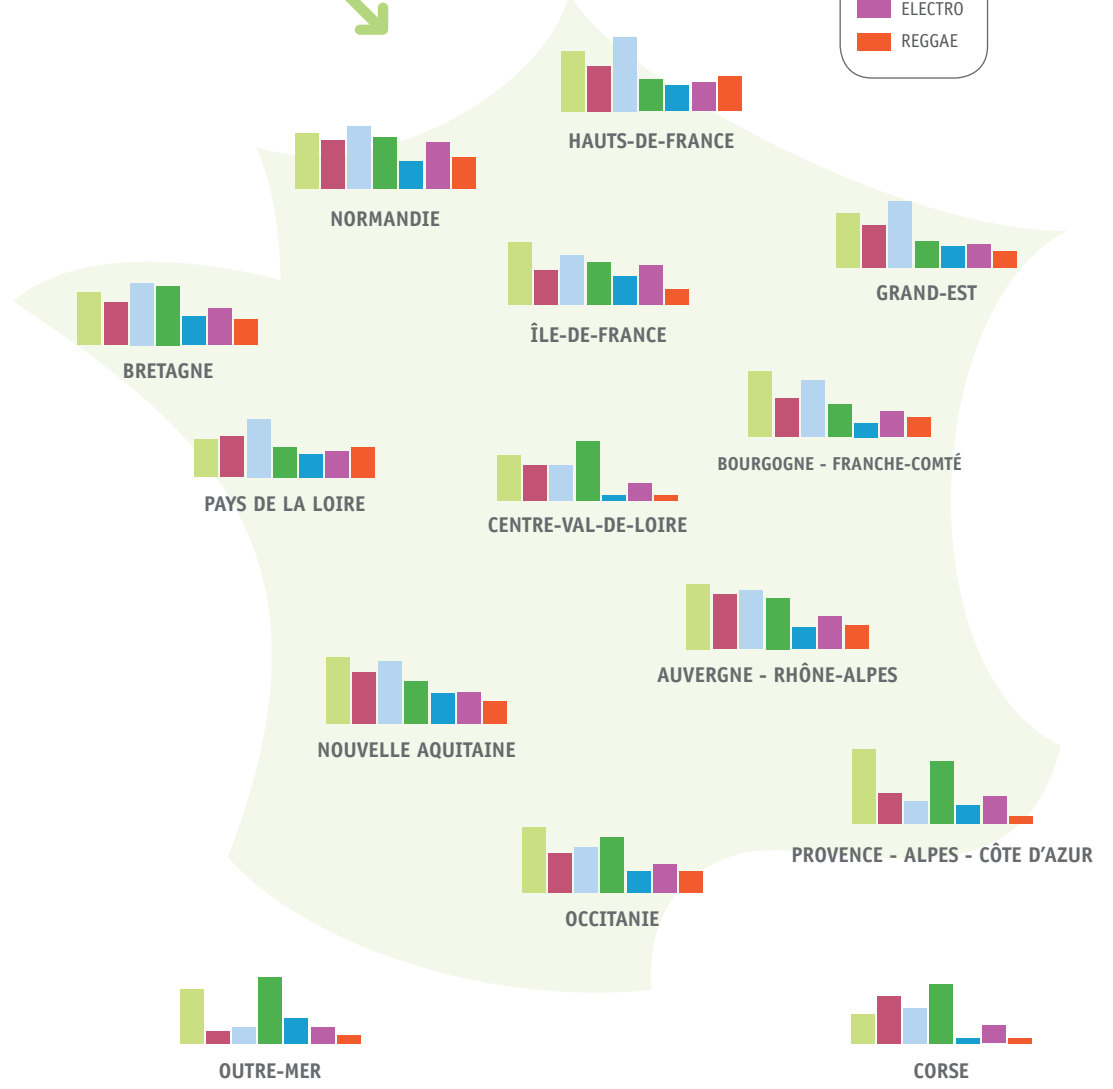 ELECTRO
REGGAE
HAUTS-DE-FRANCE
NORMANDIE
GRAND-EST
ÎLE-DE-FRANCE
BRETAGNE
BOURGOGNE - FRANCHE-COMTÉ
PAYS DE LA LOIRE
CENTRE-VAL-DE-LOIRE
AUVERGNE - RHÔNE-ALPES
NOUVELLE AQUITAINE
PROVENCE - ALPES - CÔTE D'AZUR
OCCITANIE
OUTRE-MER
CORSE